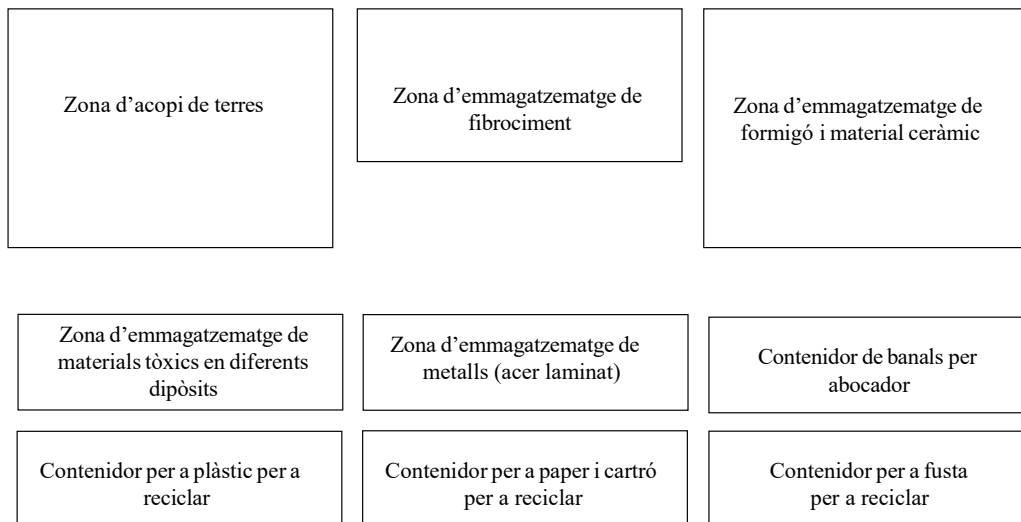 Zona d’acopi de terres
Zona d’emmagatzematge de
fibrociment
Zona d’emmagatzematge de
formigó i material ceràmic
Zona d’emmagatzematge de
materials tòxics en diferents
dipòsits
Zona d’emmagatzematge de
metalls (acer laminat)
Contenidor de banals per
abocador
Contenidor per a plàstic per a
reciclar
Contenidor per a paper i cartró
per a reciclar
Contenidor per a fusta
per a reciclar